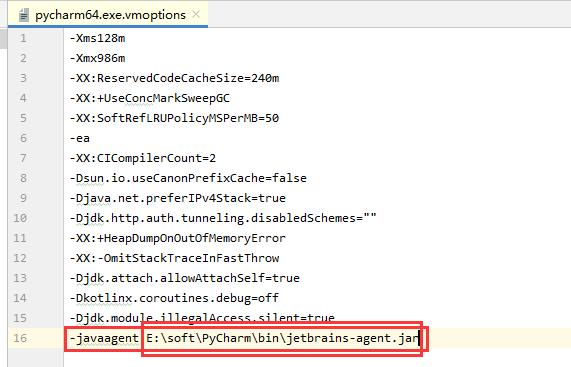 pycharm64.exe.vmoptions
1 -Xms128m
2 -Xmx986m
3 -XX:ReservedCodeCacheSize=240m
4 -XX:+UseConcMarkSweepGC
5 -XX:SoftRefLRUPolicyMSPerMB=50
6 -ea
7 -XX:CICompilerCount=2
8 -Dsun.io.useCanonPrefixCache=false
9 -Djava.net.preferIPv4Stack=true
10 -Djdk.http.auth.tunneling.disabledSchemes=""
11 -XX:+HeapDumpOnOutOfMemoryError
12 -XX:-OmitStackTraceInFastThrow
13 -Djdk.attach.allowAttachSelf=true
14 -Dkotlinx.coroutines.debug=off
15 -Djdk.module.illegalAccess.silent=true
16 -javaagent E:\soft\PyCharm\bin\jetbrains-agent.jar